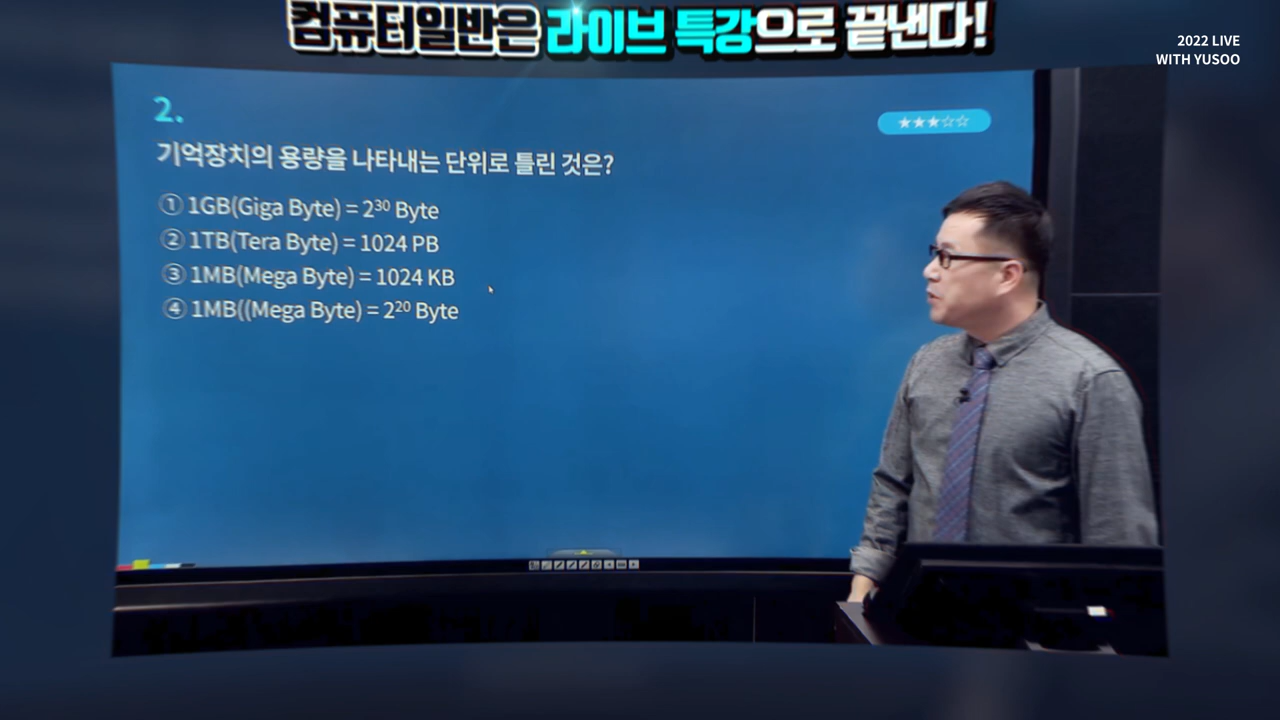 컴퓨터일반은 라이브 특강으로 끝낸다!
2022 LIVE
WITH YUSOO
2.
★★★☆☆
기억장치의 용량을 나타내는 단위로 틀린 것은?
① 1GB(Giga Byte) = 2³⁰ Byte
② 1TB(Tera Byte) = 1024 PB
③ 1MB(Mega Byte) = 1024 KB
④ 1MB((Mega Byte) = 2²⁰ Byte